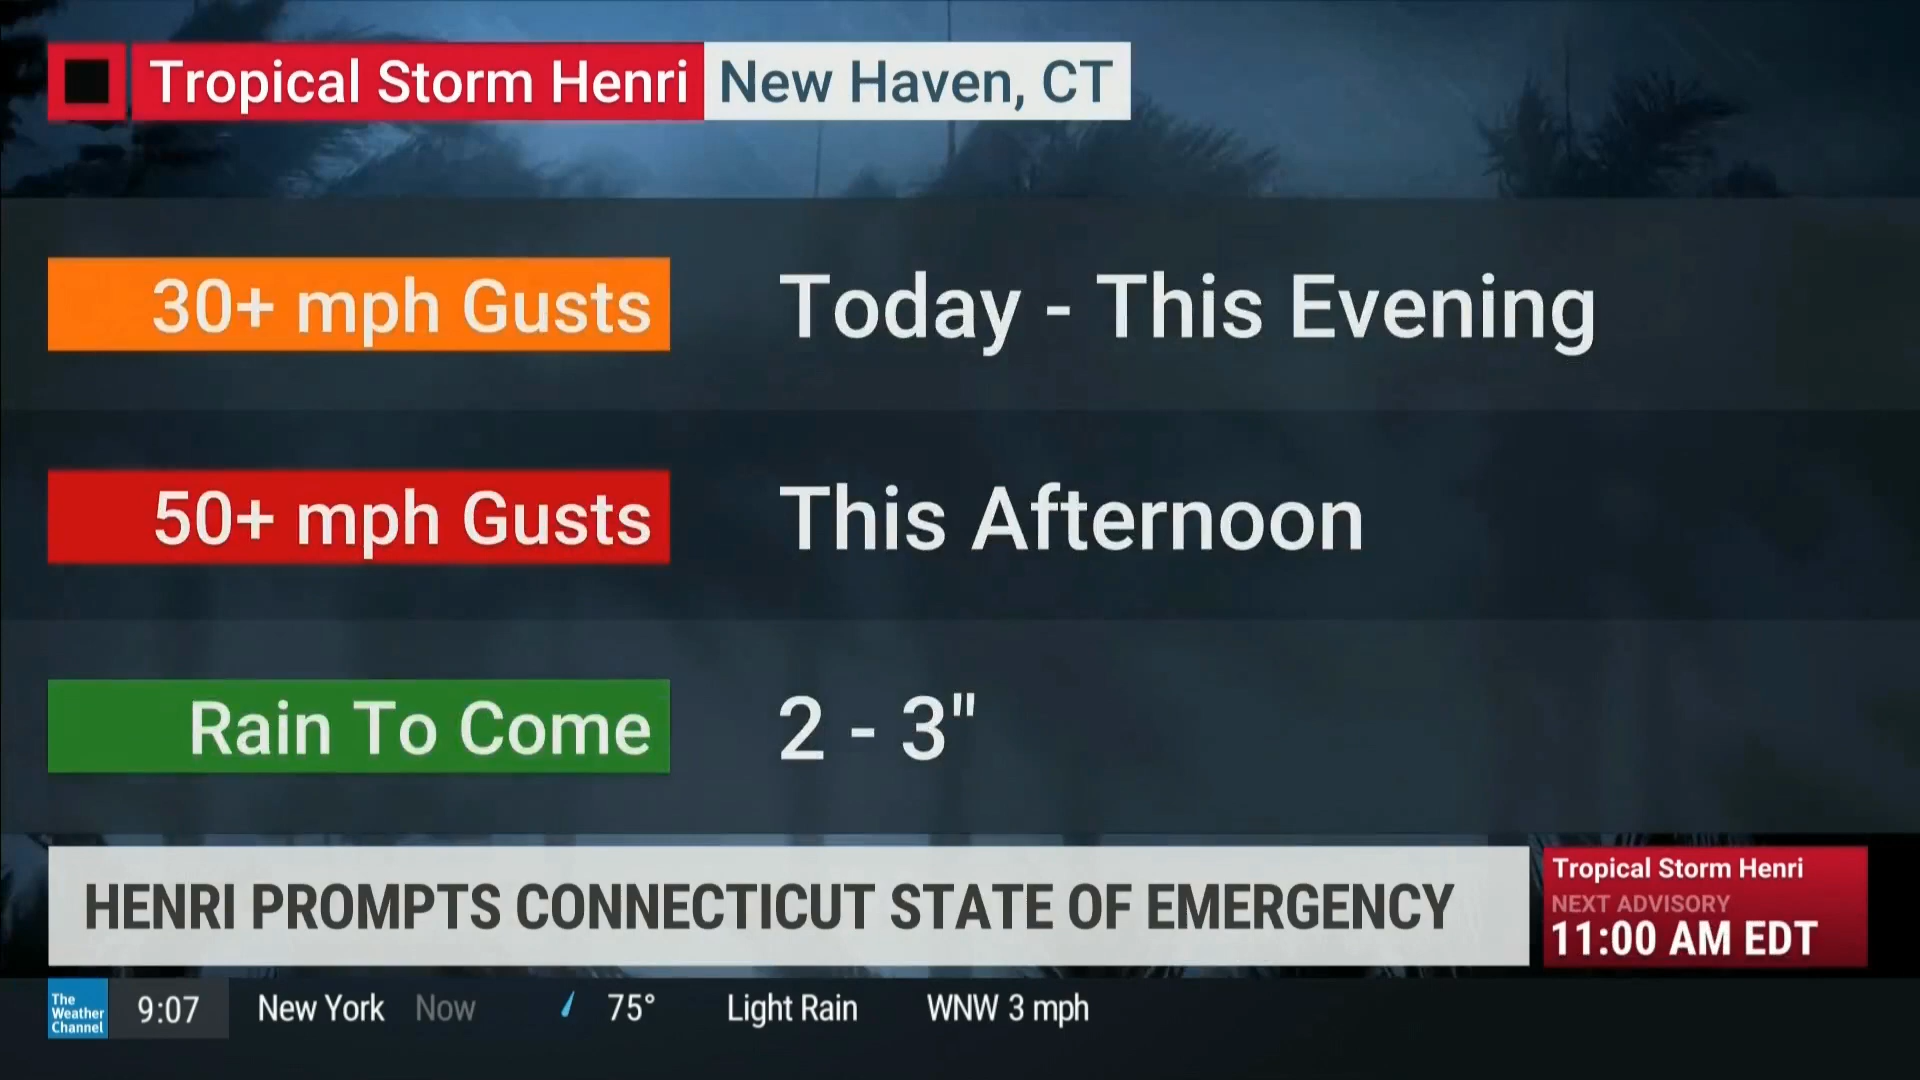 Tropical Storm Henri New Haven, CT
30+ mph Gusts Today - This Evening
50+ mph Gusts This Afternoon
Rain To Come 2 - 3"
HENRI PROMPTS CONNECTICUT STATE OF EMERGENCY
Tropical Storm Henri
NEXT ADVISORY
11:00 AM EDT
The
Weather
Channel
9:07 New York Now 75° Light Rain WNW 3 mph